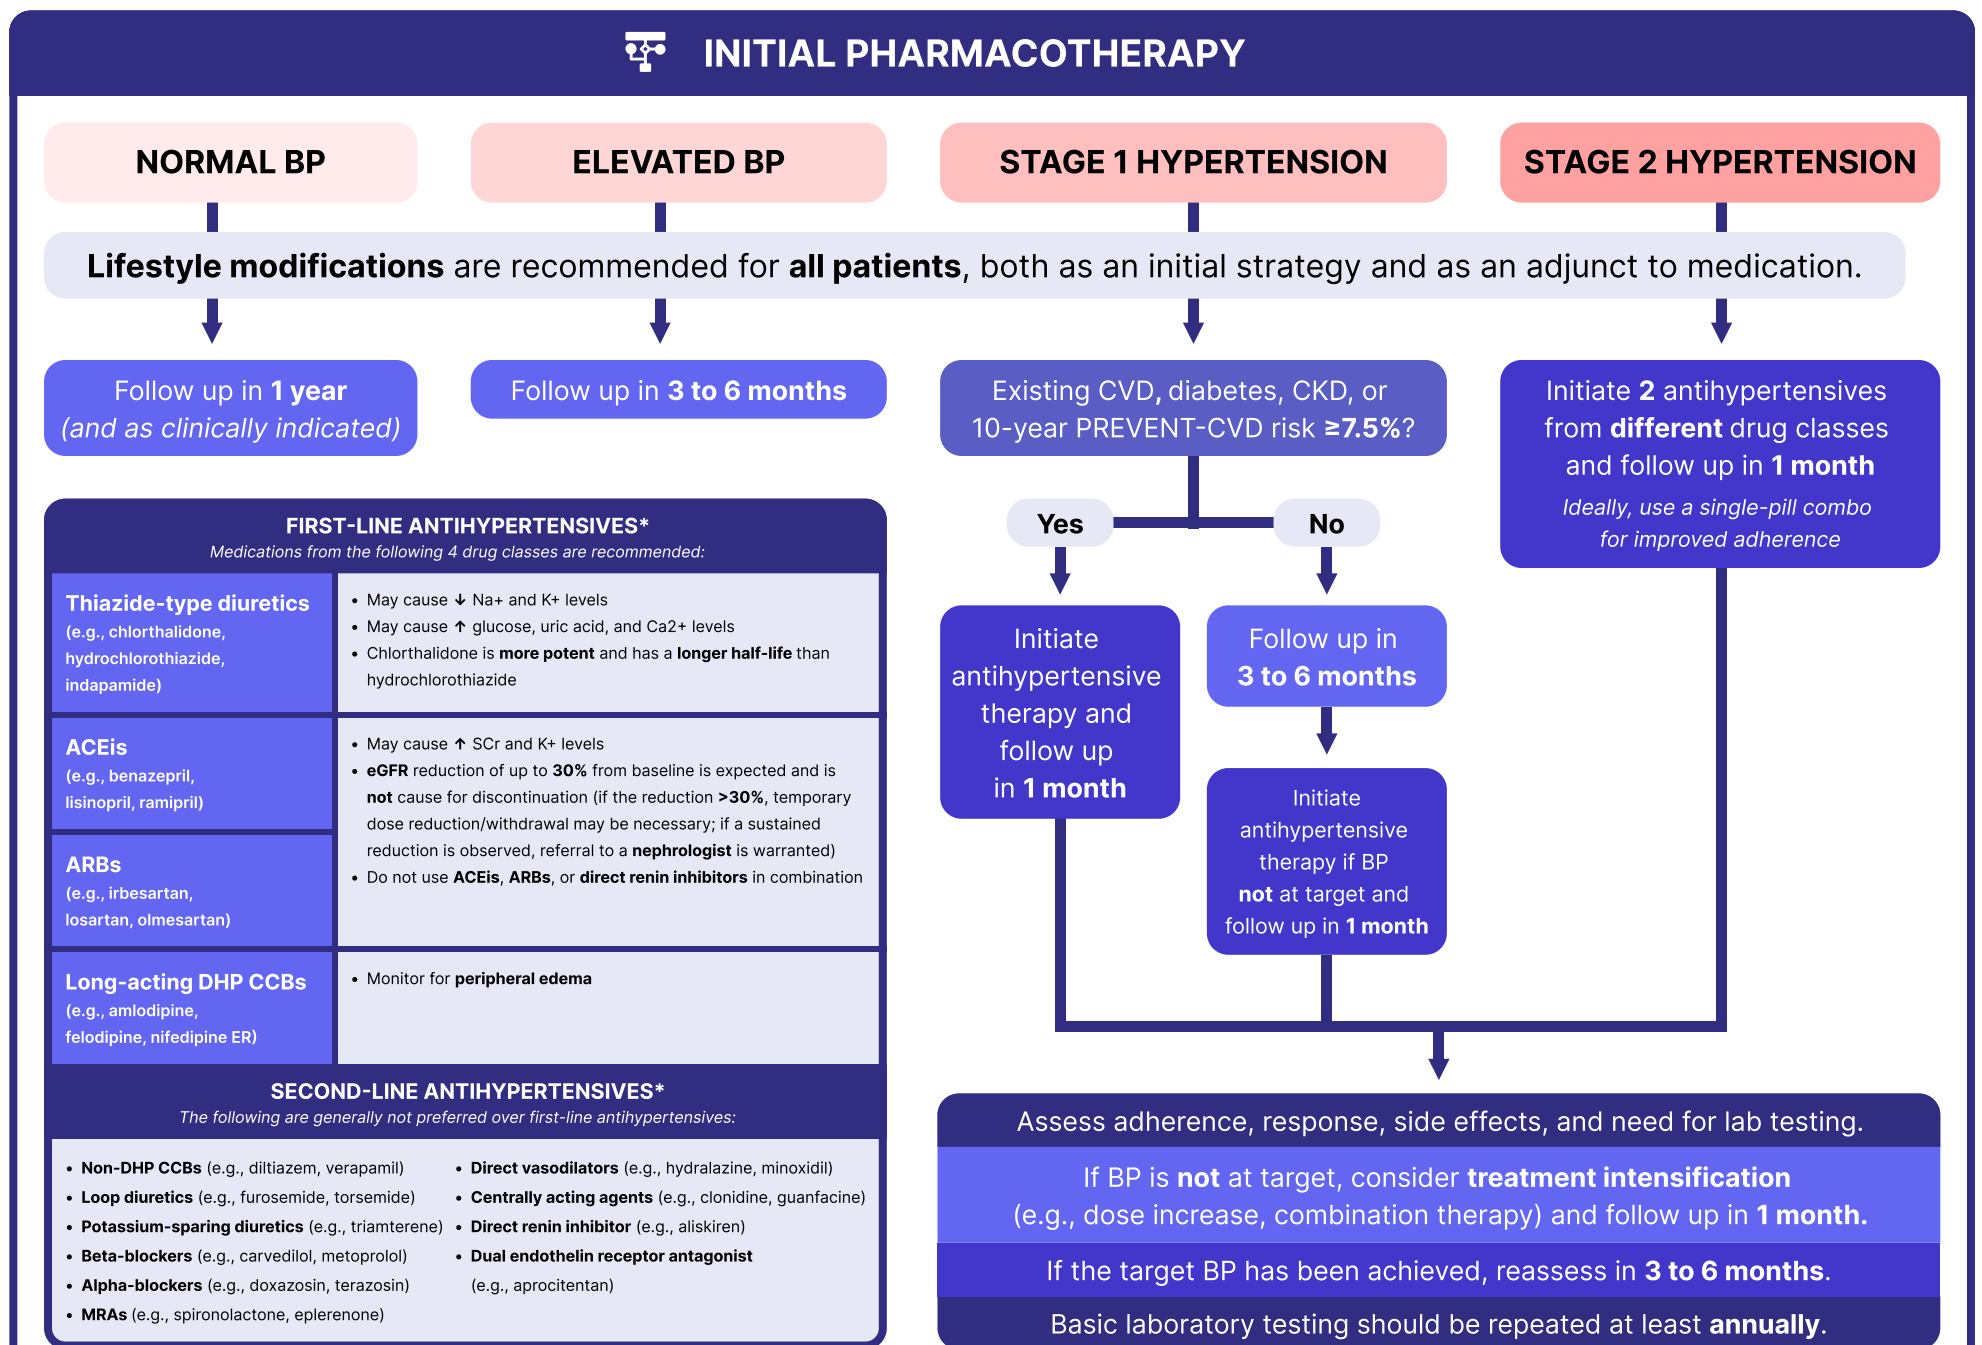 INITIAL PHARMACOTHERAPY
NORMAL BP
ELEVATED BP
STAGE 1 HYPERTENSION
STAGE 2 HYPERTENSION
Lifestyle modifications are recommended for all patients, both as an initial strategy and as an adjunct to medication.
Follow up in 1 year
(and as clinically indicated)
Follow up in 3 to 6 months
Existing CVD, diabetes, CKD, or
10-year PREVENT-CVD risk ≥7.5%?
Initiate 2 antihypertensives
from different drug classes
and follow up in 1 month
Ideally, use a single-pill combo
for improved adherence
Yes
No
Initiate
antihypertensive
therapy and
follow up
in 1 month
Follow up in
3 to 6 months
Initiate
antihypertensive
therapy if BP
not at target and
follow up in 1 month
FIRST-LINE ANTIHYPERTENSIVES*
Medications from the following 4 drug classes are recommended:
Thiazide-type diuretics
(e.g., chlorthalidone,
hydrochlorothiazide,
indapamide)
• May cause ↓ Na+ and K+ levels
• May cause ↑ glucose, uric acid, and Ca2+ levels
• Chlorthalidone is more potent and has a longer half-life than
hydrochlorothiazide
ACEis
(e.g., benazepril,
lisinopril, ramipril)
ARBs
(e.g., irbesartan,
losartan, olmesartan)
• May cause ↑ SCr and K+ levels
• eGFR reduction of up to 30% from baseline is expected and is
not cause for discontinuation (if the reduction >30%, temporary
dose reduction/withdrawal may be necessary; if a sustained
reduction is observed, referral to a nephrologist is warranted)
• Do not use ACEis, ARBs, or direct renin inhibitors in combination
Long-acting DHP CCBs
(e.g., amlodipine,
felodipine, nifedipine ER)
• Monitor for peripheral edema
SECOND-LINE ANTIHYPERTENSIVES*
The following are generally not preferred over first-line antihypertensives:
• Non-DHP CCBs (e.g., diltiazem, verapamil)
• Loop diuretics (e.g., furosemide, torsemide)
• Potassium-sparing diuretics (e.g., triamterene)
• Beta-blockers (e.g., carvedilol, metoprolol)
• Alpha-blockers (e.g., doxazosin, terazosin)
• MRAs (e.g., spironolactone, eplerenone)
• Direct vasodilators (e.g., hydralazine, minoxidil)
• Centrally acting agents (e.g., clonidine, guanfacine)
• Direct renin inhibitor (e.g., aliskiren)
• Dual endothelin receptor antagonist
(e.g., aprocitentan)
Assess adherence, response, side effects, and need for lab testing.
If BP is not at target, consider treatment intensification
(e.g., dose increase, combination therapy) and follow up in 1 month.
If the target BP has been achieved, reassess in 3 to 6 months.
Basic laboratory testing should be repeated at least annually.